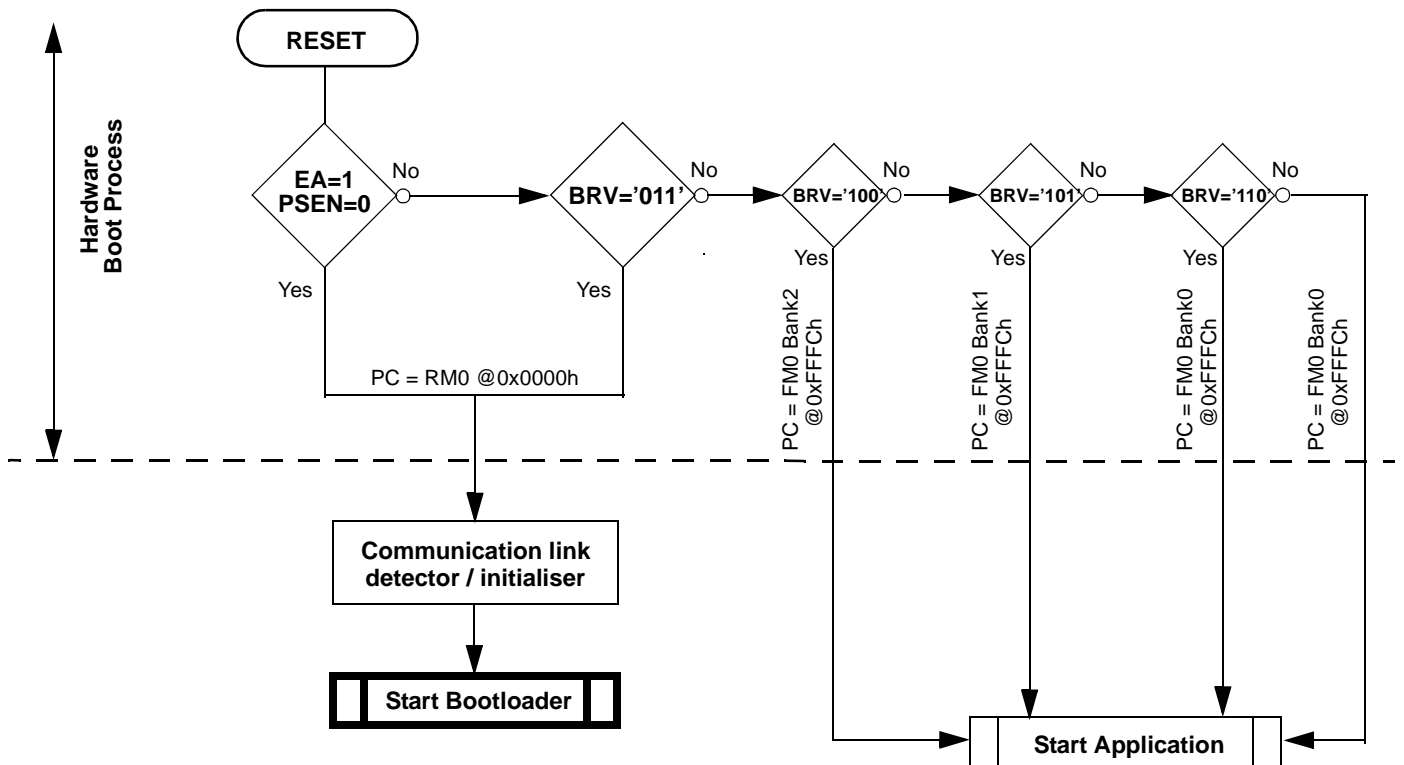 RESET
Hardware
Boot Process
EA=1
PSEN=0
No
Yes
BRV='011'
No
Yes
BRV='100'
No
Yes
BRV='101'
No
Yes
BRV='110'
No
Yes
PC = RM0 @0x0000h
PC = FM0 Bank2
@0xFFFCh
PC = FM0 Bank1
@0xFFFCh
PC = FM0 Bank0
@0xFFFCh
PC = FM0 Bank0
@0xFFFCh
Communication link
detector / initialiser
Start Bootloader
Start Application